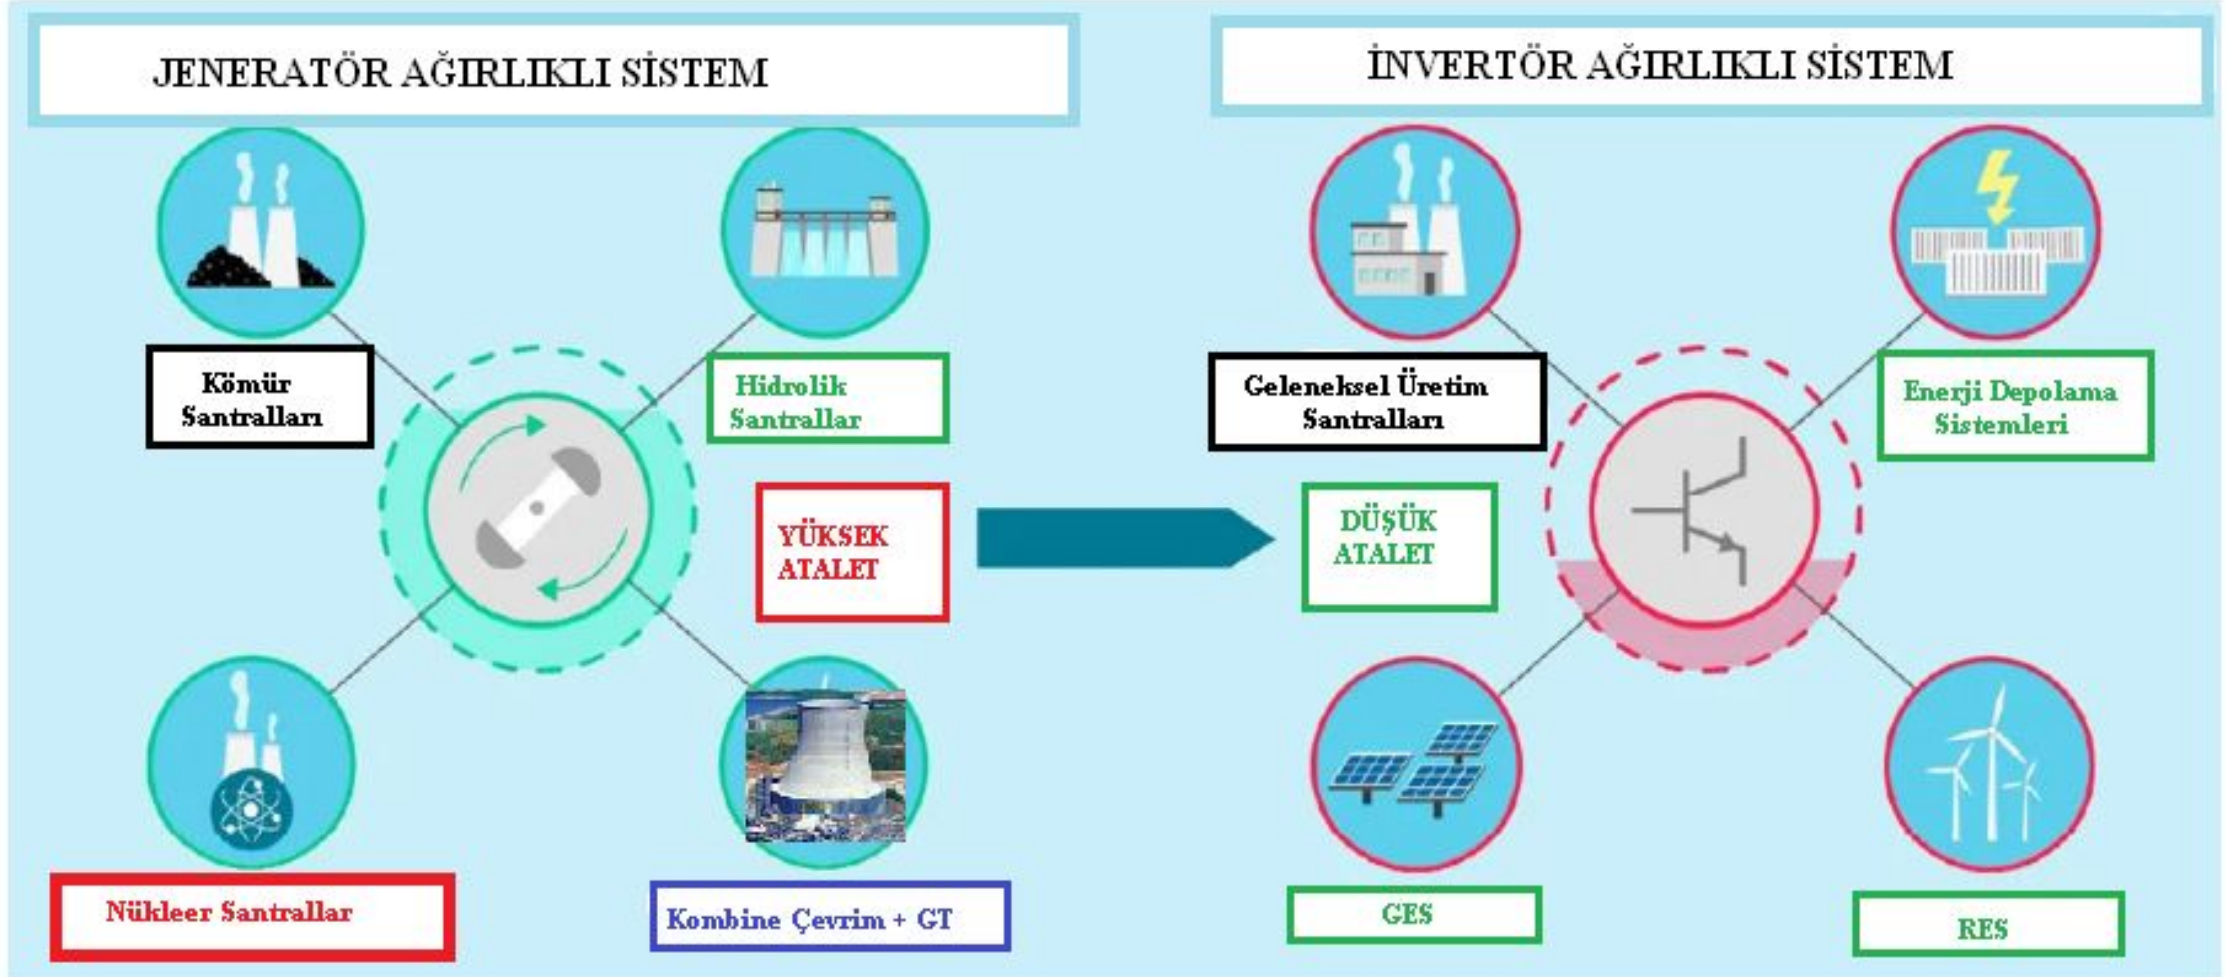 JENERATÖR AĞIRLIKLI SİSTEM
İNVERTÖR AĞIRLIKLI SİSTEM
Kömür
Santralları
Hidrolik
Santrallar
Geleneksel Üretim
Santralları
Enerji Depolama
Sistemleri
YÜKSEK
ATALET
DÜŞÜK
ATALET
Nükleer Santrallar
Kombine Çevrim + GT
GES
RES